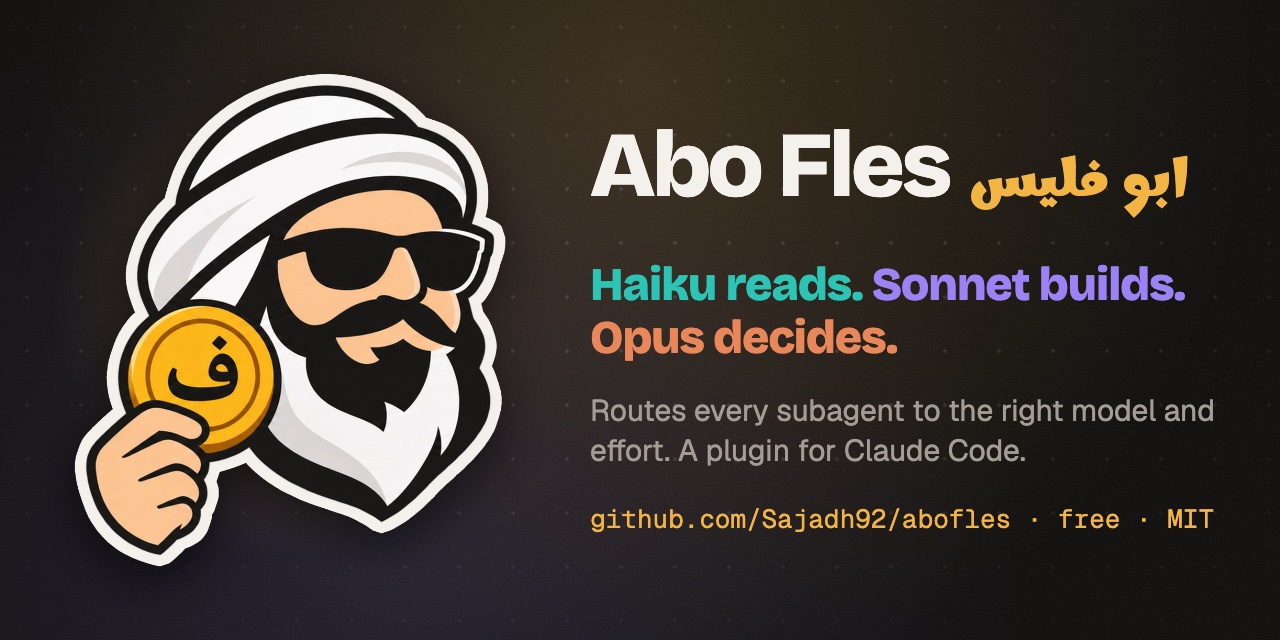 Abo Fles ابو فليس
Haiku reads. Sonnet builds.
Opus decides.
Routes every subagent to the right model and
effort. A plugin for Claude Code.
github.com/Sajadh92/abofles · free · MIT
ف